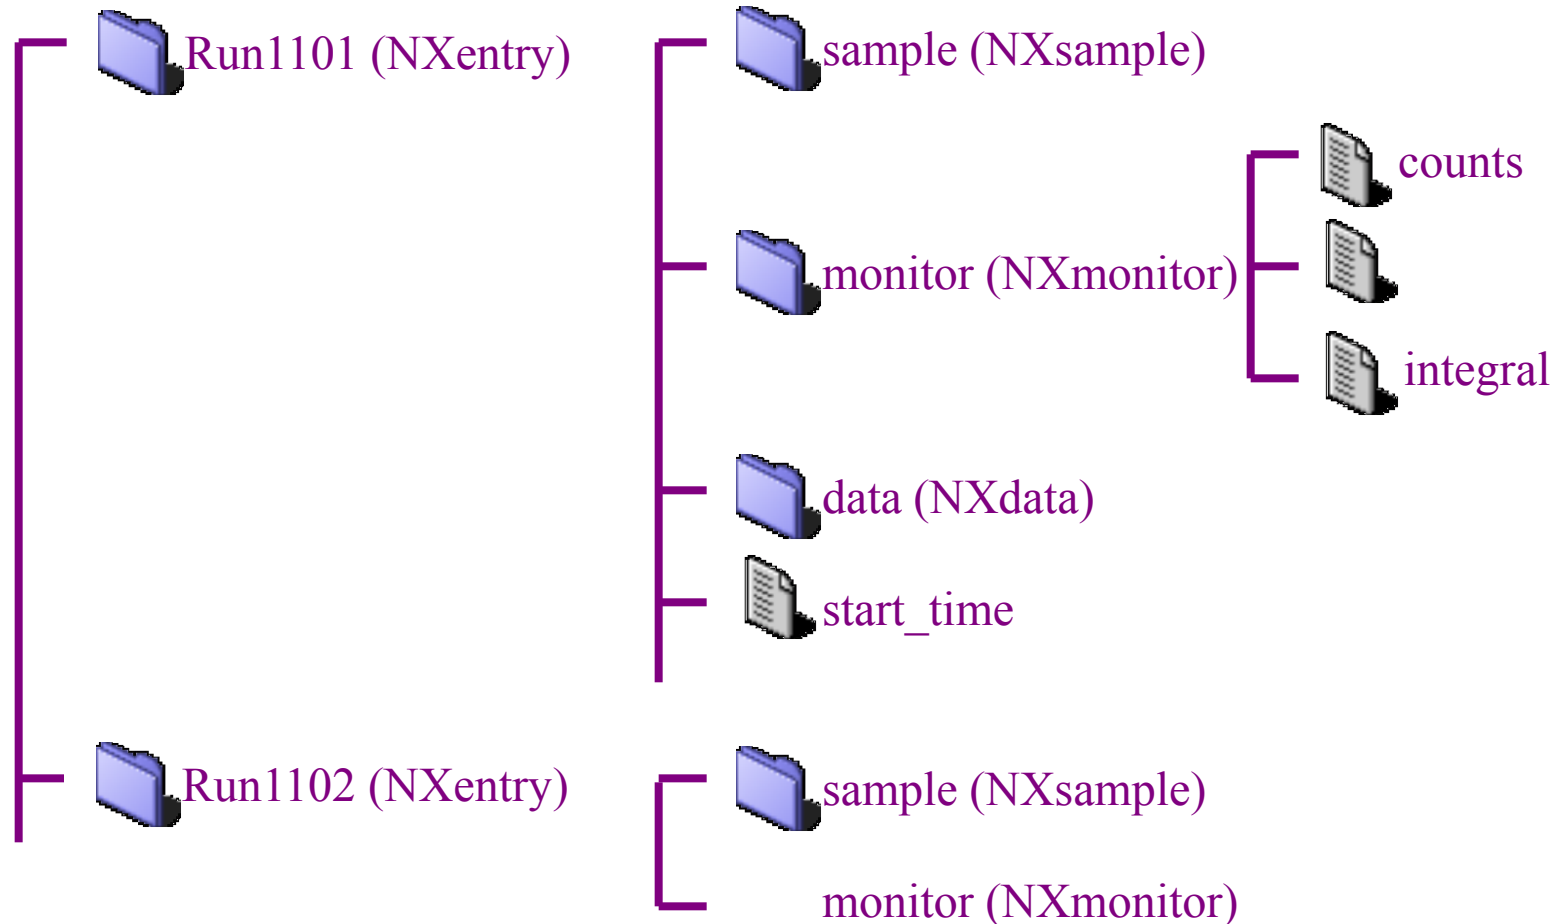 Run1101 (NXentry)
sample (NXsample)
counts
monitor (NXmonitor)
integral
data (NXdata)
start_time
Run1102 (NXentry)
sample (NXsample)
monitor (NXmonitor)